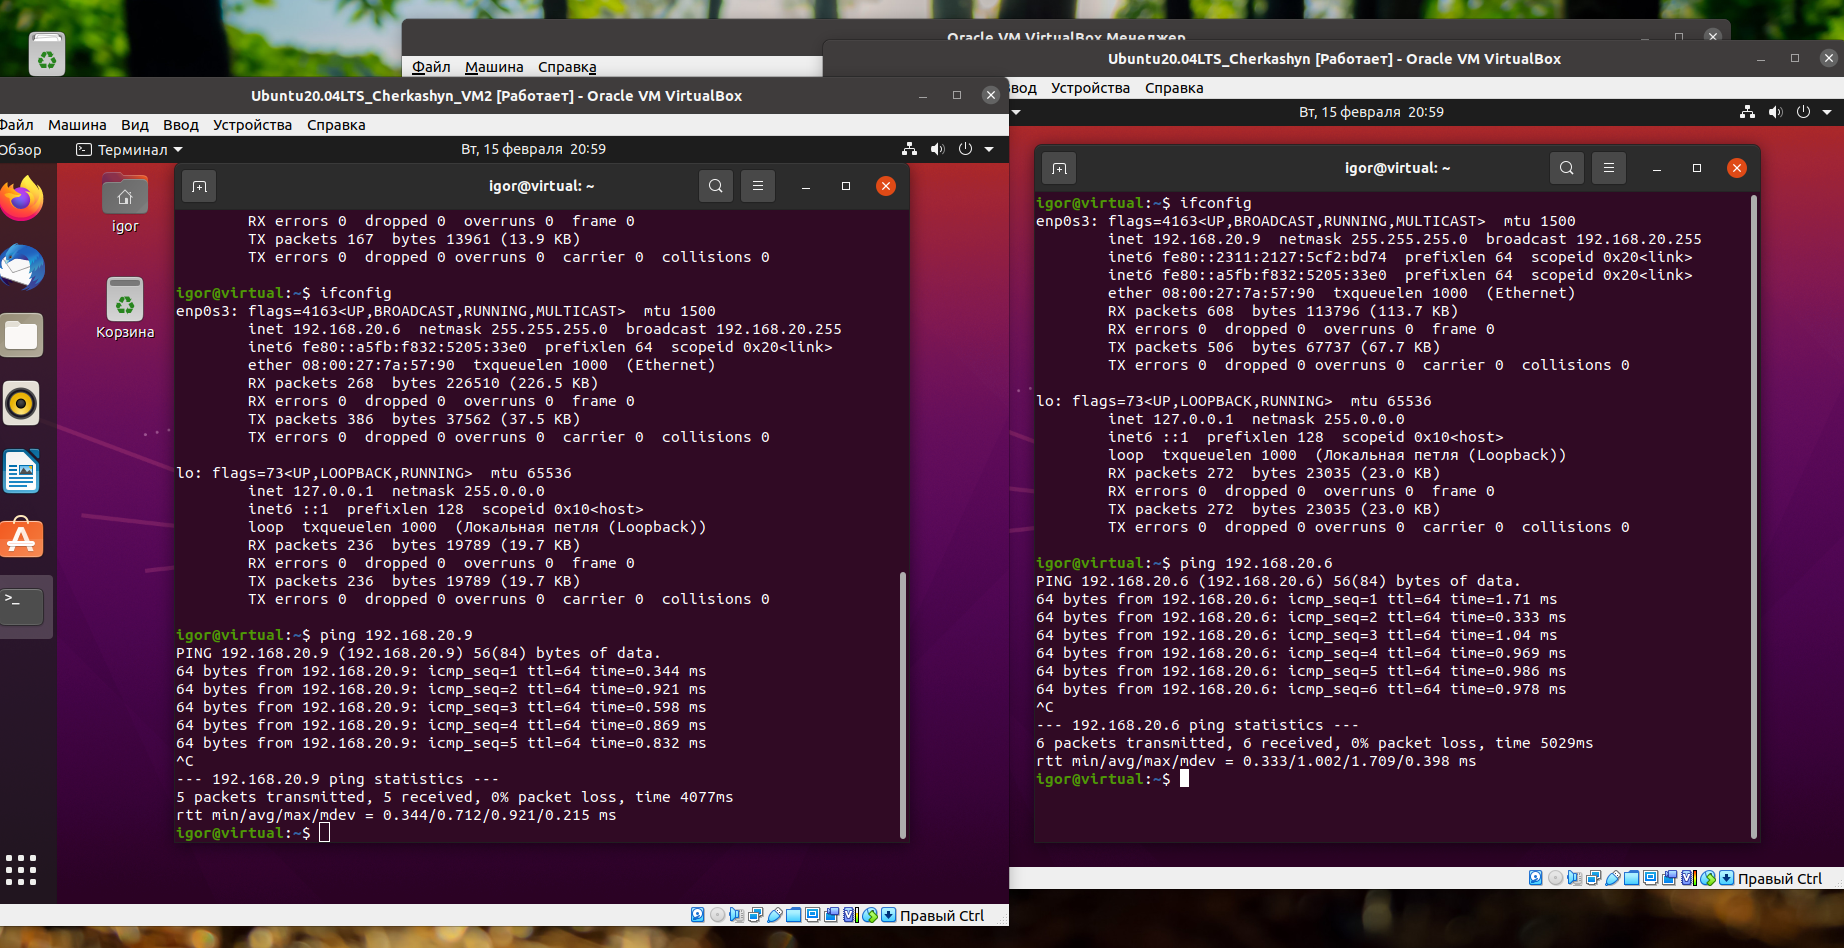 Oracle VM VirtualBox Менеджер
Файл Машина Справка
Ubuntu20.04LTS_Cherkashyn [Работает] - Oracle VM VirtualBox
Ввод Устройства Справка
Вт, 15 февраля 20:59
Ubuntu20.04LTS_Cherkashyn_VM2 [Работает] - Oracle VM VirtualBox
Файл Машина Вид Ввод Устройства Справка
Обзор Терминал Вт, 15 февраля 20:59
igor
Корзина
igor@virtual: ~
RX errors 0 dropped 0 overruns 0 frame 0
TX packets 167 bytes 13961 (13.9 KB)
TX errors 0 dropped 0 overruns 0 carrier 0 collisions 0
igor@virtual:~$ ifconfig
enp0s3: flags=4163<UP,BROADCAST,RUNNING,MULTICAST> mtu 1500
inet 192.168.20.6 netmask 255.255.255.0 broadcast 192.168.20.255
inet6 fe80::a5fb:f832:5205:33e0 prefixlen 64 scopeid 0x20<link>
ether 08:00:27:7a:57:90 txqueuelen 1000 (Ethernet)
RX packets 268 bytes 226510 (226.5 KB)
RX errors 0 dropped 0 overruns 0 frame 0
TX packets 386 bytes 37562 (37.5 KB)
TX errors 0 dropped 0 overruns 0 carrier 0 collisions 0
lo: flags=73<UP,LOOPBACK,RUNNING> mtu 65536
inet 127.0.0.1 netmask 255.0.0.0
inet6 ::1 prefixlen 128 scopeid 0x10<host>
loop txqueuelen 1000 (Локальная петля (Loopback))
RX packets 236 bytes 19789 (19.7 KB)
RX errors 0 dropped 0 overruns 0 frame 0
TX packets 236 bytes 19789 (19.7 KB)
TX errors 0 dropped 0 overruns 0 carrier 0 collisions 0
igor@virtual:~$ ping 192.168.20.9
PING 192.168.20.9 (192.168.20.9) 56(84) bytes of data.
64 bytes from 192.168.20.9: icmp_seq=1 ttl=64 time=0.344 ms
64 bytes from 192.168.20.9: icmp_seq=2 ttl=64 time=0.921 ms
64 bytes from 192.168.20.9: icmp_seq=3 ttl=64 time=0.598 ms
64 bytes from 192.168.20.9: icmp_seq=4 ttl=64 time=0.869 ms
64 bytes from 192.168.20.9: icmp_seq=5 ttl=64 time=0.832 ms
^C
--- 192.168.20.9 ping statistics ---
5 packets transmitted, 5 received, 0% packet loss, time 4077ms
rtt min/avg/max/mdev = 0.344/0.712/0.921/0.215 ms
igor@virtual:~$
Правый Ctrl
igor@virtual: ~
igor@virtual:~$ ifconfig
enp0s3: flags=4163<UP,BROADCAST,RUNNING,MULTICAST> mtu 1500
inet 192.168.20.9 netmask 255.255.255.0 broadcast 192.168.20.255
inet6 fe80::2311:2127:5cf2:bd74 prefixlen 64 scopeid 0x20<link>
inet6 fe80::a5fb:f832:5205:33e0 prefixlen 64 scopeid 0x20<link>
ether 08:00:27:7a:57:90 txqueuelen 1000 (Ethernet)
RX packets 608 bytes 113796 (113.7 KB)
RX errors 0 dropped 0 overruns 0 frame 0
TX packets 506 bytes 67737 (67.7 KB)
TX errors 0 dropped 0 overruns 0 carrier 0 collisions 0
lo: flags=73<UP,LOOPBACK,RUNNING> mtu 65536
inet 127.0.0.1 netmask 255.0.0.0
inet6 ::1 prefixlen 128 scopeid 0x10<host>
loop txqueuelen 1000 (Локальная петля (Loopback))
RX packets 272 bytes 23035 (23.0 KB)
RX errors 0 dropped 0 overruns 0 frame 0
TX packets 272 bytes 23035 (23.0 KB)
TX errors 0 dropped 0 overruns 0 carrier 0 collisions 0
igor@virtual:~$ ping 192.168.20.6
PING 192.168.20.6 (192.168.20.6) 56(84) bytes of data.
64 bytes from 192.168.20.6: icmp_seq=1 ttl=64 time=1.71 ms
64 bytes from 192.168.20.6: icmp_seq=2 ttl=64 time=0.333 ms
64 bytes from 192.168.20.6: icmp_seq=3 ttl=64 time=1.04 ms
64 bytes from 192.168.20.6: icmp_seq=4 ttl=64 time=0.969 ms
64 bytes from 192.168.20.6: icmp_seq=5 ttl=64 time=0.986 ms
64 bytes from 192.168.20.6: icmp_seq=6 ttl=64 time=0.978 ms
^C
--- 192.168.20.6 ping statistics ---
6 packets transmitted, 6 received, 0% packet loss, time 5029ms
rtt min/avg/max/mdev = 0.333/1.002/1.709/0.398 ms
igor@virtual:~$
Правый Ctrl